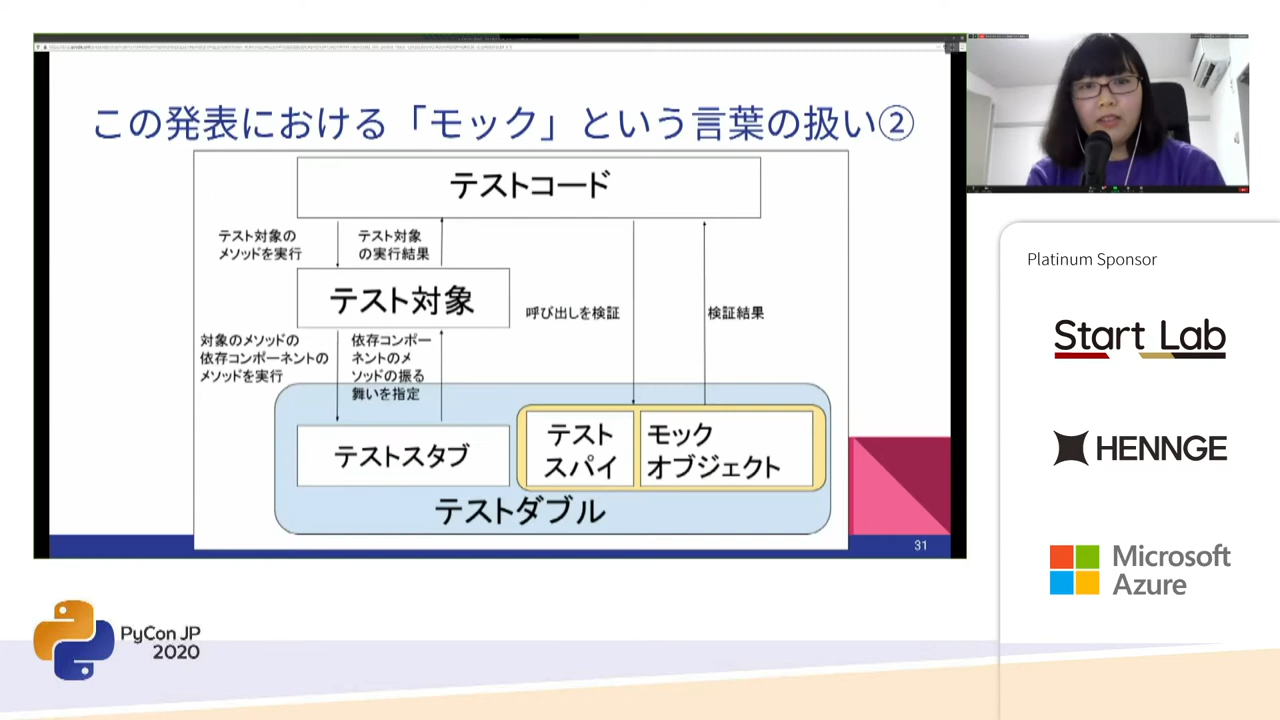 この発表における「モック」という言葉の扱い②
テストコード
テスト対象の
メソッドを実行
テスト対象
の実行結果
テスト対象
呼び出しを検証
検証結果
対象のメソッドの
依存コンポーネントの
メソッドを実行
依存コンポー
ネントのメ
ソッドの振る
舞いを指定
テストスタブ
テスト
スパイ
モック
オブジェクト
テストダブル
31
Platinum Sponsor
Start Lab
HENNGE
Microsoft
Azure
PyCon JP
2020